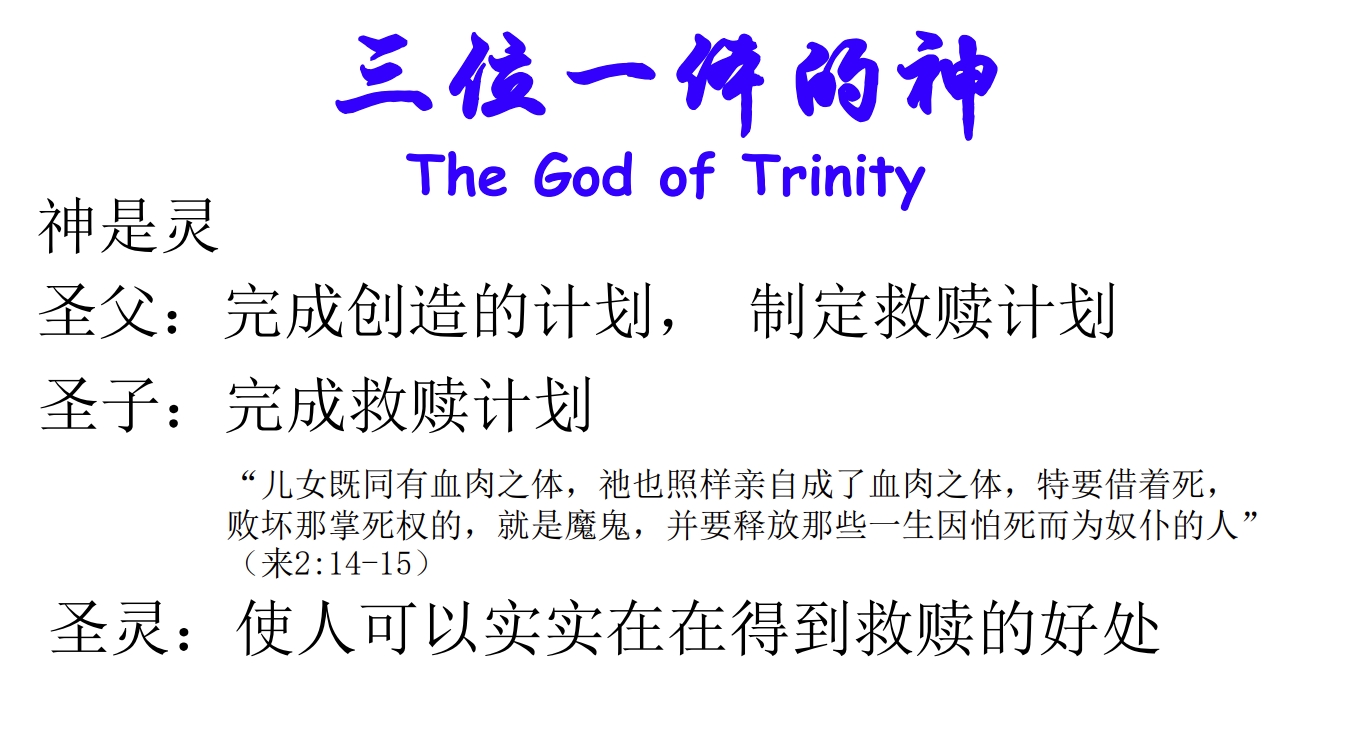 三位一体的神
The God of Trinity
神是灵
圣父：完成创造的计划， 制定救赎计划
圣子：完成救赎计划
“儿女既同有血肉之体，祂也照样亲自成了血肉之体，特要借着死，
败坏那掌死权的，就是魔鬼，并要释放那些一生因怕死而为奴仆的人”
（来2:14-15）
圣灵：使人可以实实在在得到救赎的好处